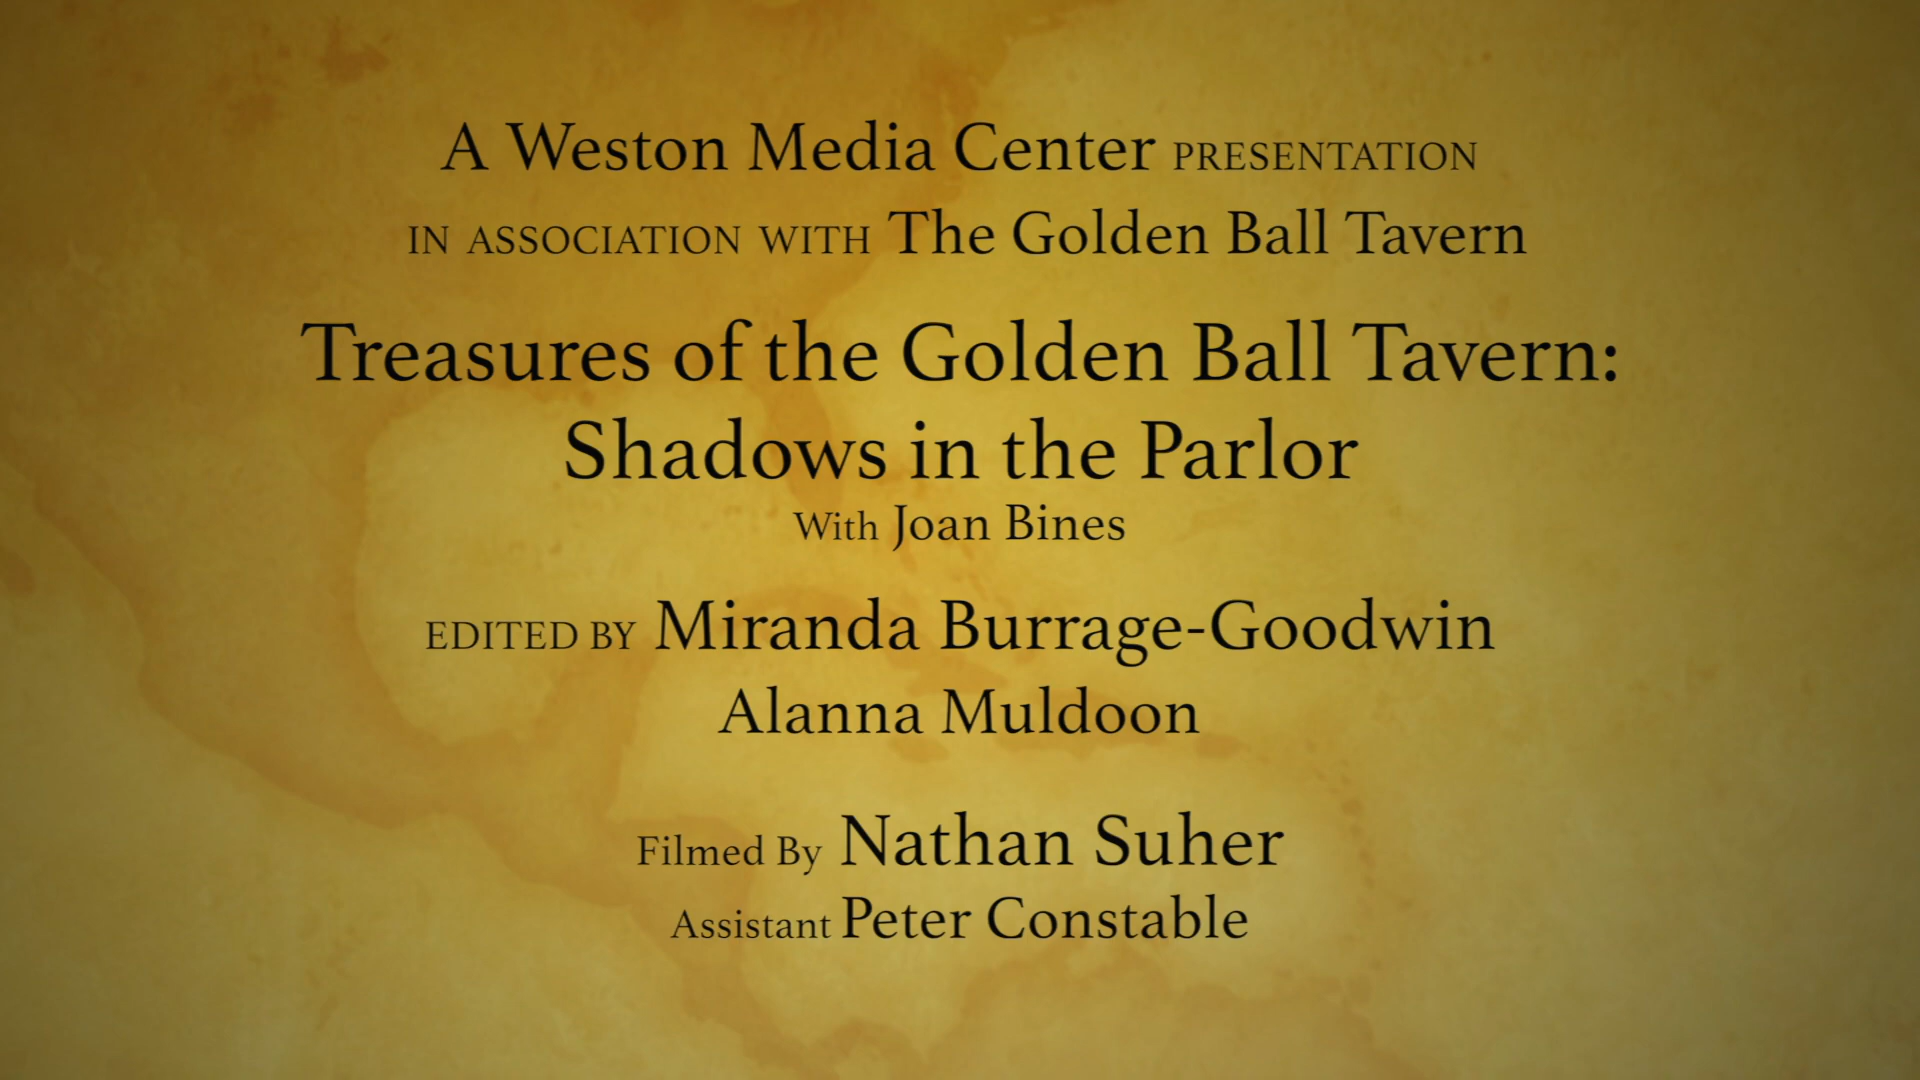 A Weston Media Center PRESENTATION
IN ASSOCIATION WITH The Golden Ball Tavern
Treasures of the Golden Ball Tavern:
Shadows in the Parlor
With Joan Bines
EDITED BY Miranda Burrage-Goodwin
Alanna Muldoon
Filmed By Nathan Suher
Assistant Peter Constable